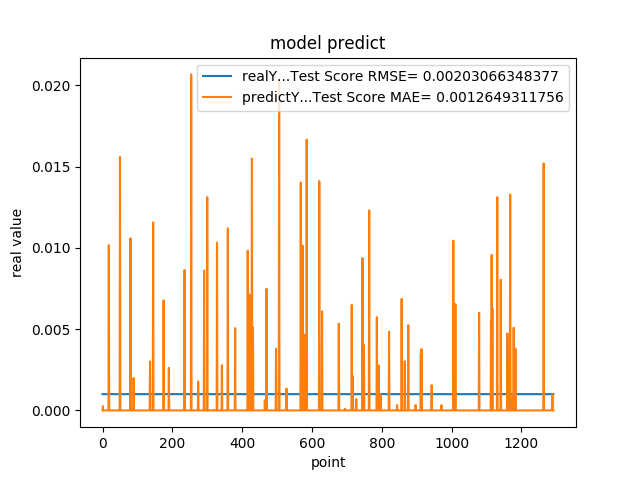 model predict
realY...Test Score RMSE= 0.00203066348377
predictY...Test Score MAE= 0.0012649311756
0.020
0.015
0.010
0.005
0.000
real value
0 200 400 600 800 1000 1200
point